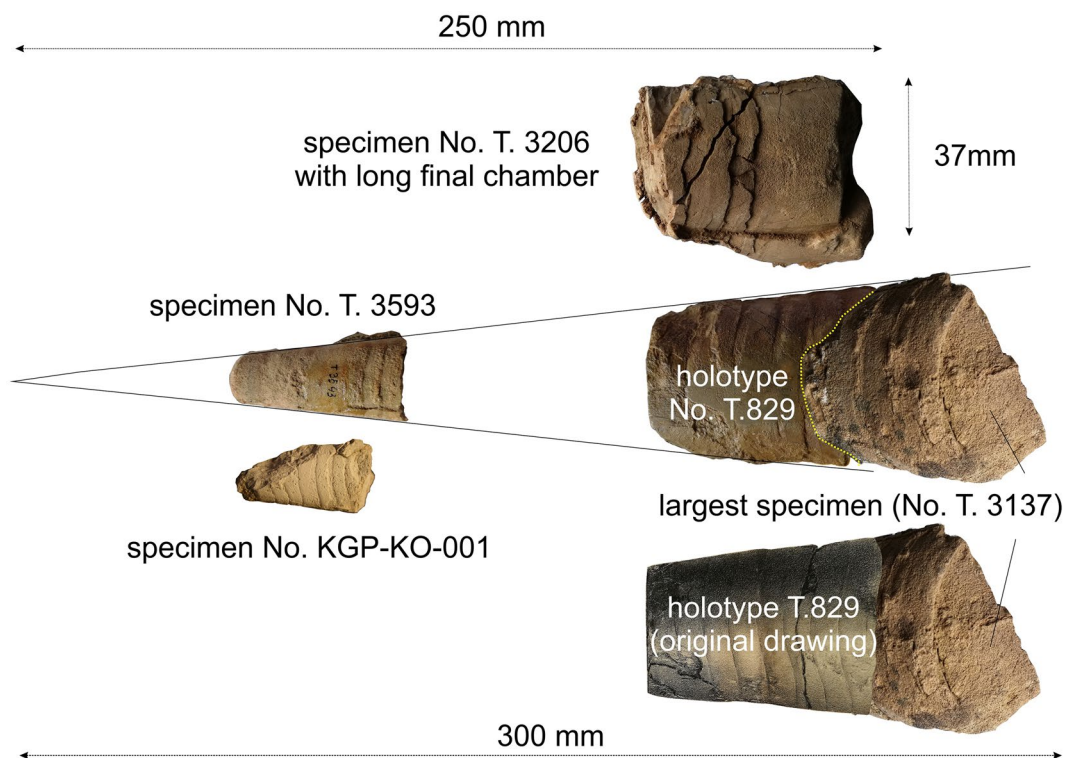 250 mm
specimen No. T. 3206
with long final chamber
37mm
specimen No. T. 3593
T3593
holotype
No. T.829
specimen No. KGP-KO-001
largest specimen (No. T. 3137)
holotype T.829
(original drawing)
300 mm